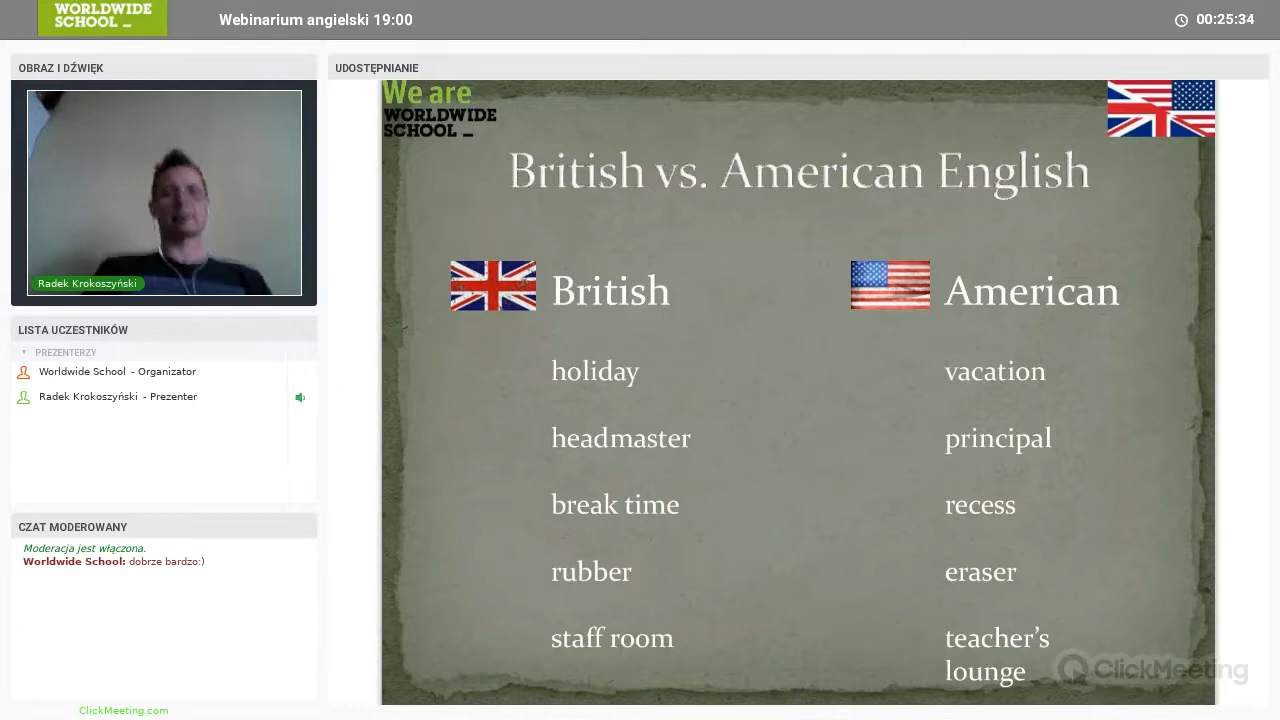 WORLDWIDE
SCHOOL _
Webinarium angielski 19:00
00:25:34
OBRAZ I DŹWIĘK
Radek Krokoszyński
LISTA UCZESTNIKÓW
PREZENTERZY
Worldwide School - Organizator
Radek Krokoszyński - Prezenter
CZAT MODEROWANY
Moderacja jest włączona.
Worldwide School: dobrze bardzo:)
ClickMeeting.com
UDOSTĘPNIANIE
We are
WORLDWIDE
SCHOOL _
British vs. American English
British American
holiday vacation
headmaster principal
break time recess
rubber eraser
staff room teacher’s
lounge
ClickMeeting